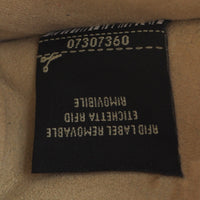 07307360
RFID LABEL REMOVABLE
ETICHETTA RFID
RIMOVIBILE